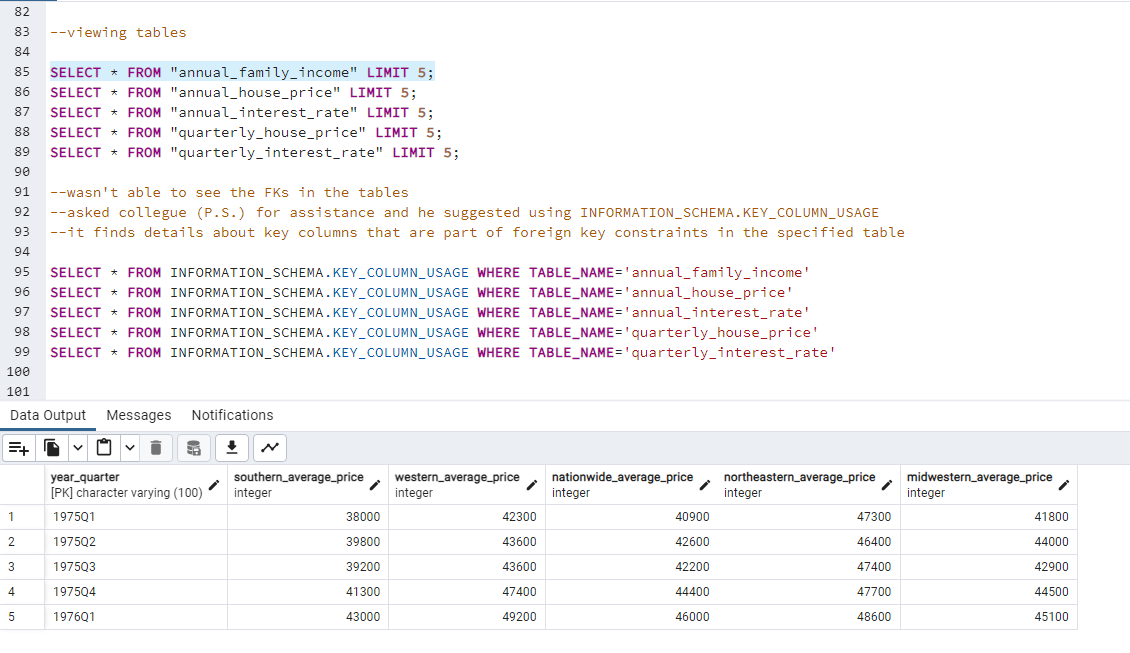 82
83 --viewing tables
84
85 SELECT * FROM "annual_family_income" LIMIT 5;
86 SELECT * FROM "annual_house_price" LIMIT 5;
87 SELECT * FROM "annual_interest_rate" LIMIT 5;
88 SELECT * FROM "quarterly_house_price" LIMIT 5;
89 SELECT * FROM "quarterly_interest_rate" LIMIT 5;
90
91 --wasn't able to see the FKs in the tables
92 --asked collegue (P.S.) for assistance and he suggested using INFORMATION_SCHEMA.KEY_COLUMN_USAGE
93 --it finds details about key columns that are part of foreign key constraints in the specified table
94
95 SELECT * FROM INFORMATION_SCHEMA.KEY_COLUMN_USAGE WHERE TABLE_NAME='annual_family_income'
96 SELECT * FROM INFORMATION_SCHEMA.KEY_COLUMN_USAGE WHERE TABLE_NAME='annual_house_price'
97 SELECT * FROM INFORMATION_SCHEMA.KEY_COLUMN_USAGE WHERE TABLE_NAME='annual_interest_rate'
98 SELECT * FROM INFORMATION_SCHEMA.KEY_COLUMN_USAGE WHERE TABLE_NAME='quarterly_house_price'
99 SELECT * FROM INFORMATION_SCHEMA.KEY_COLUMN_USAGE WHERE TABLE_NAME='quarterly_interest_rate'
100
101
Data Output Messages Notifications
year_quarter southern_average_price western_average_price nationwide_average_price northeastern_average_price midwestern_average_price
[PK] character varying (100) integer integer integer integer integer
1 1975Q1 38000 42300 40900 47300 41800
2 1975Q2 39800 43600 42600 46400 44000
3 1975Q3 39200 43600 42200 47400 42900
4 1975Q4 41300 47400 44400 47700 44500
5 1976Q1 43000 49200 46000 48600 45100